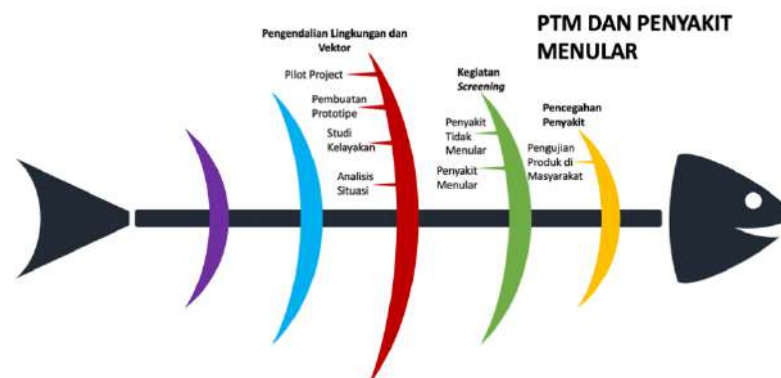 PTM DAN PENYAKIT
MENULAR
Pengendalian Lingkungan dan
Vektor
Pilot Project
Pembuatan
Prototipe
Studi
Kelayakan
Analisis
Situasi
Kegiatan
Screening
Penyakit
Tidak
Menular
Penyakit
Menular
Pencegahan
Penyakit
Pengujian
Produk di
Masyarakat